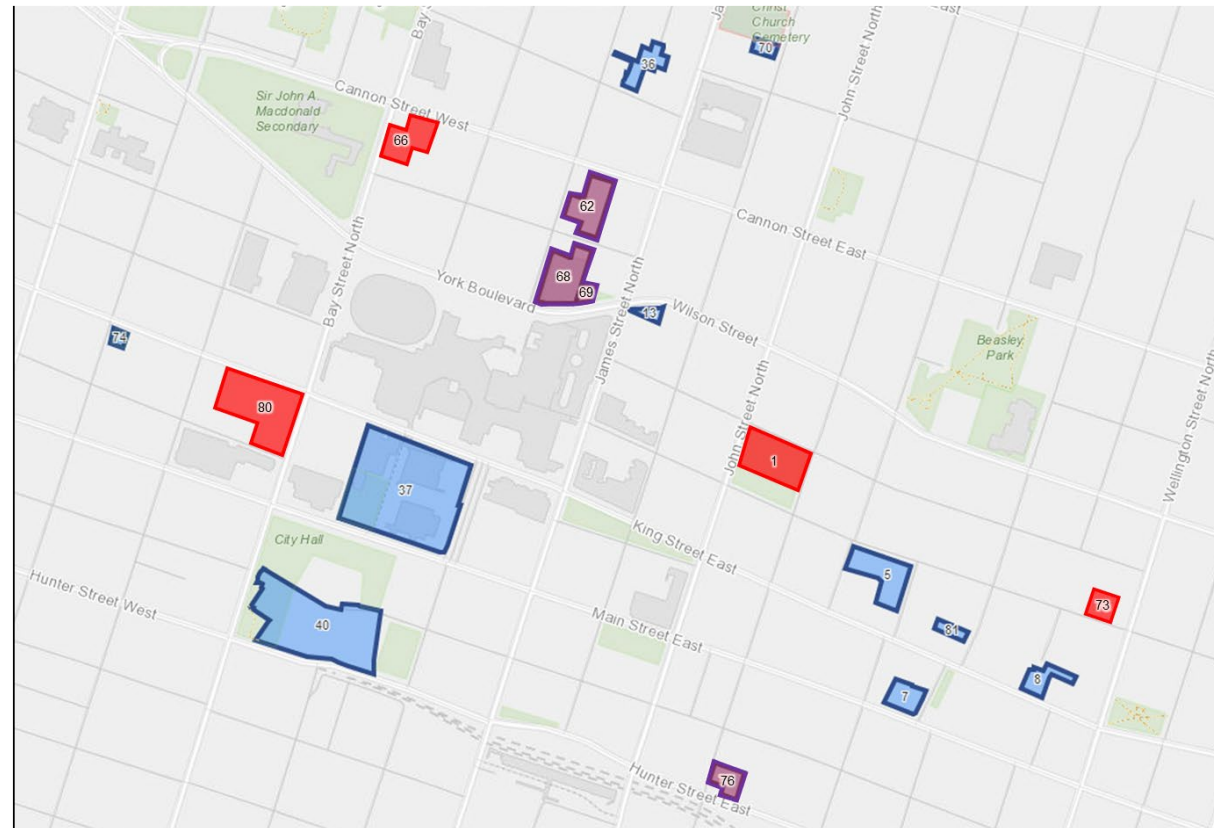 Christ
Church
Cemetery
70
36
John Street North
Cannon Street West
Sir John A.
Macdonald
Secondary
66
62
Cannon Street East
68
69
York Boulevard
Bay Street North
James Street North
13
Wilson Street
Beasley
Park
74
80
Wellington Street North
1
John Street North
37
King Street East
City Hall
5
Hunter Street West
40
Main Street East
81
73
8
7
76
Hunter Street East